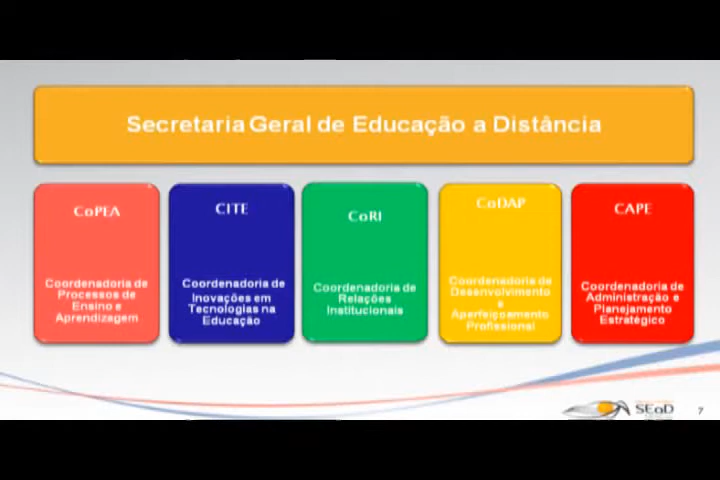 Secretaria Geral de Educação a Distância
CoPEA
Coordenadoria de
Processos de
Ensino e
Aprendizagem
CITE
Coordenadoria de
Inovações em
Tecnologias na
Educação
CoRI
Coordenadoria de
Relações
Institucionais
CoDAP
Coordenadoria de
Desenvolvimento
e
Aperfeiçoamento
Profissional
CAPE
Coordenadoria de
Administração e
Planejamento
Estratégico
SEaD
7